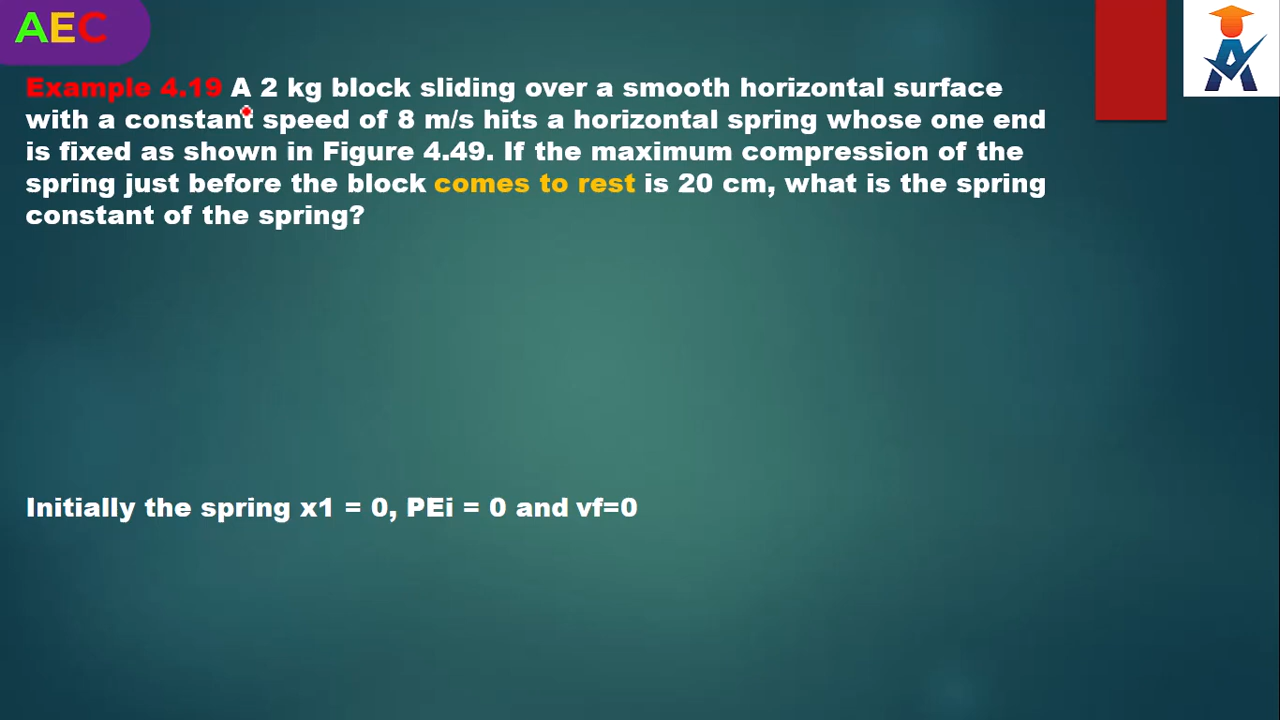 AEC
Example 4.19 A 2 kg block sliding over a smooth horizontal surface
with a constant speed of 8 m/s hits a horizontal spring whose one end
is fixed as shown in Figure 4.49. If the maximum compression of the
spring just before the block comes to rest is 20 cm, what is the spring
constant of the spring?
Initially the spring x1 = 0, PEi = 0 and vf=0